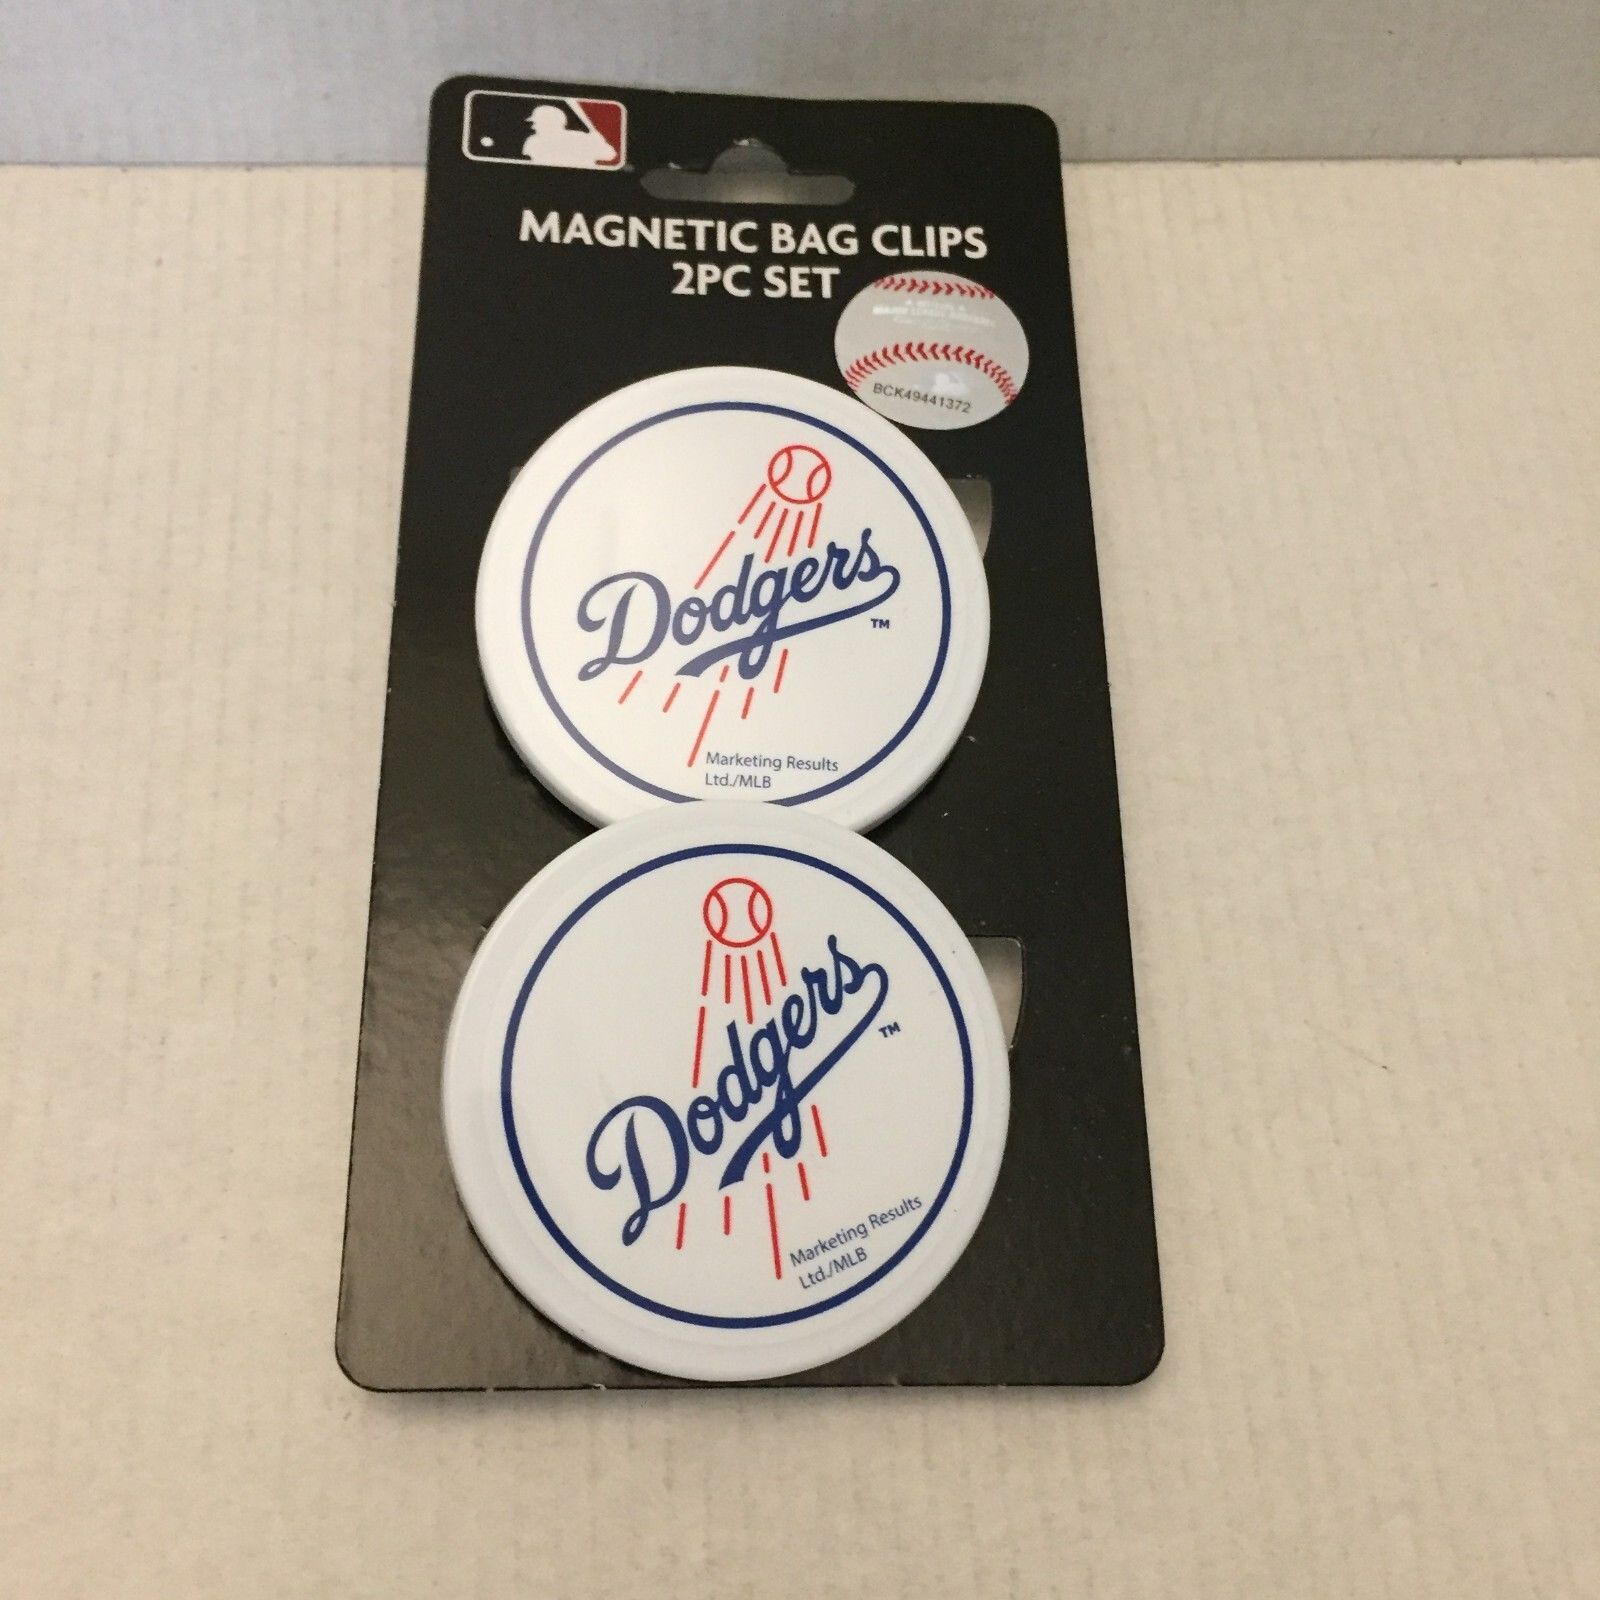 MAGNETIC BAG CLIPS
2PC SET
BCK49441372
Dodgers
TM
Marketing Results
Ltd./MLB
Dodgers
TM
Marketing Results
Ltd./MLB